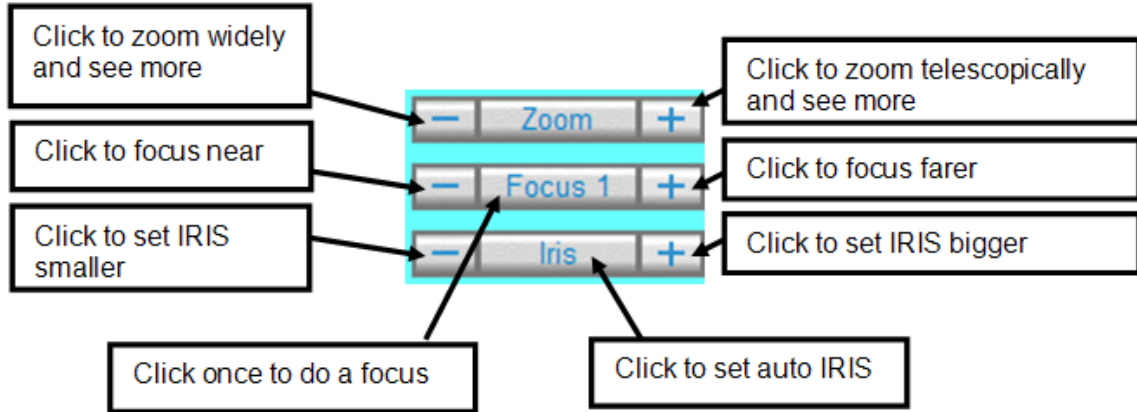 Click to zoom widely
and see more
Click to zoom telescopically
and see more
− Zoom +
Click to focus near
Click to focus farer
− Focus 1 +
Click to set IRIS
smaller
Click to set IRIS bigger
− Iris +
Click once to do a focus
Click to set auto IRIS